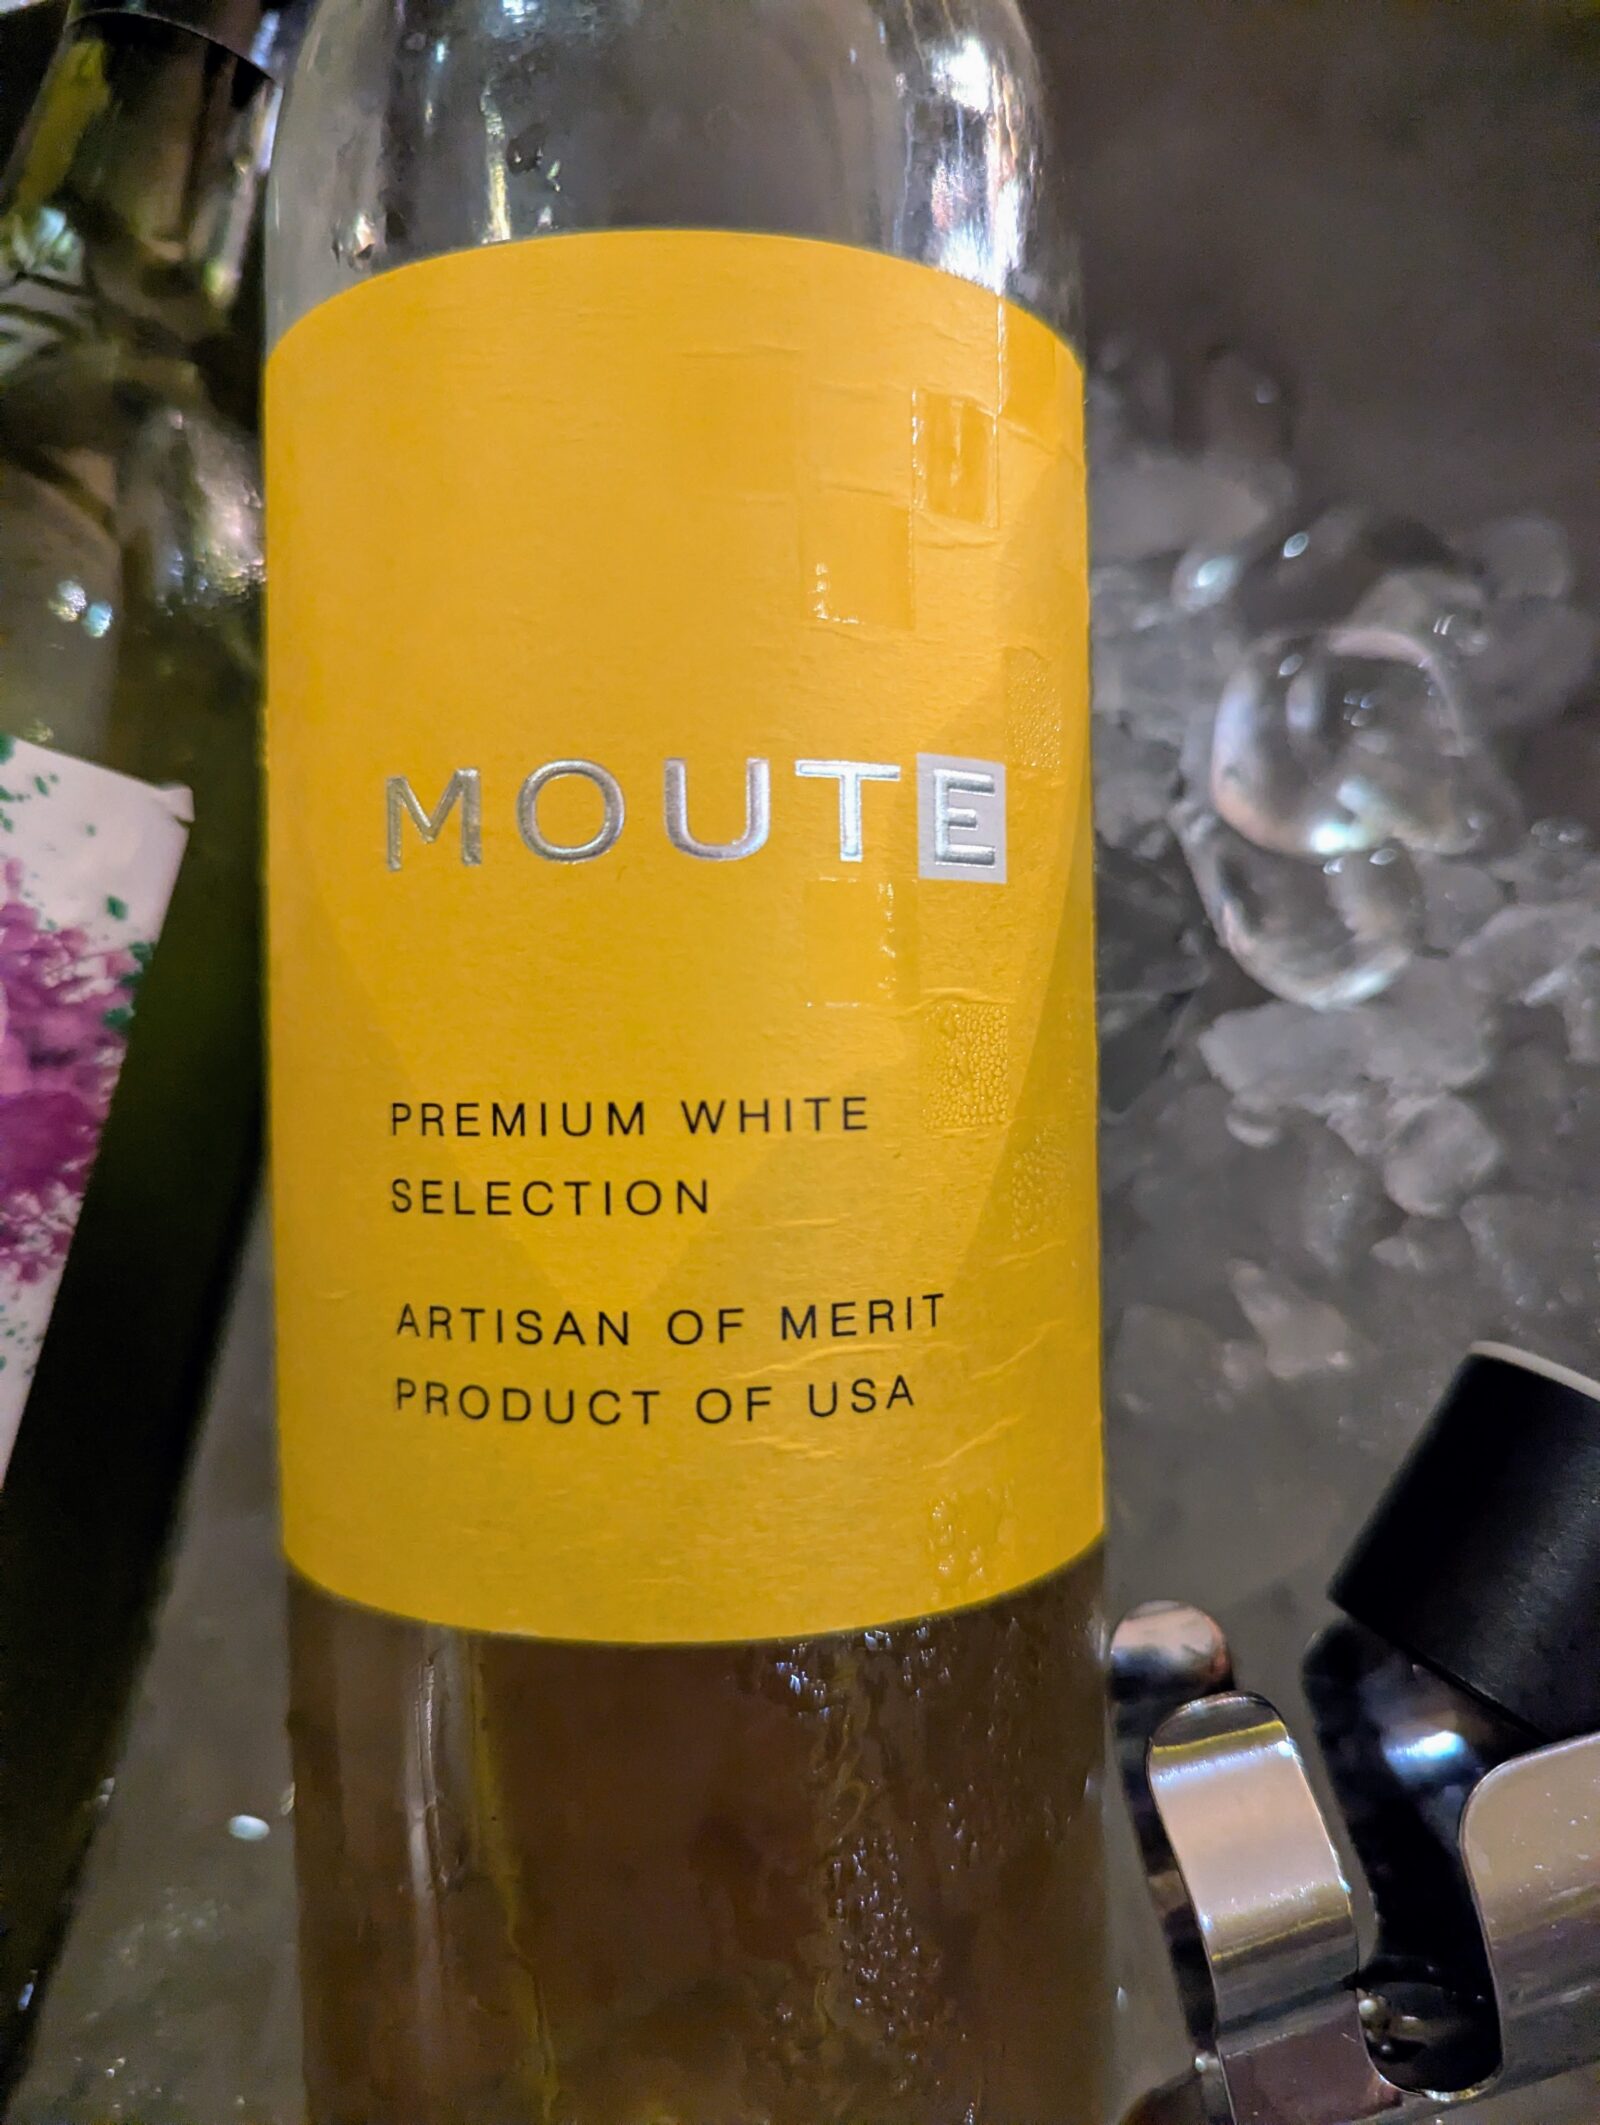 MOUTE
PREMIUM WHITE
SELECTION
ARTISAN OF MERIT
PRODUCT OF USA